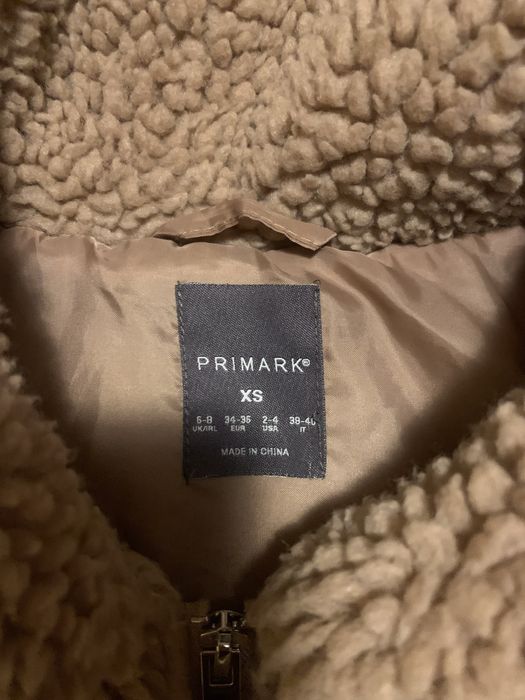 PRIMARK®
XS
6-8 34-36 2-4 38-40
UK/IRL EUR USA IT
MADE IN CHINA